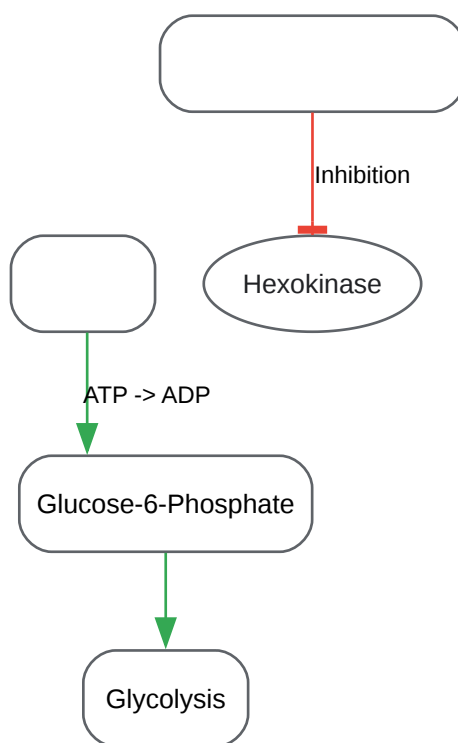 Inhibition
Hexokinase
ATP -> ADP
Glucose-6-Phosphate
Glycolysis